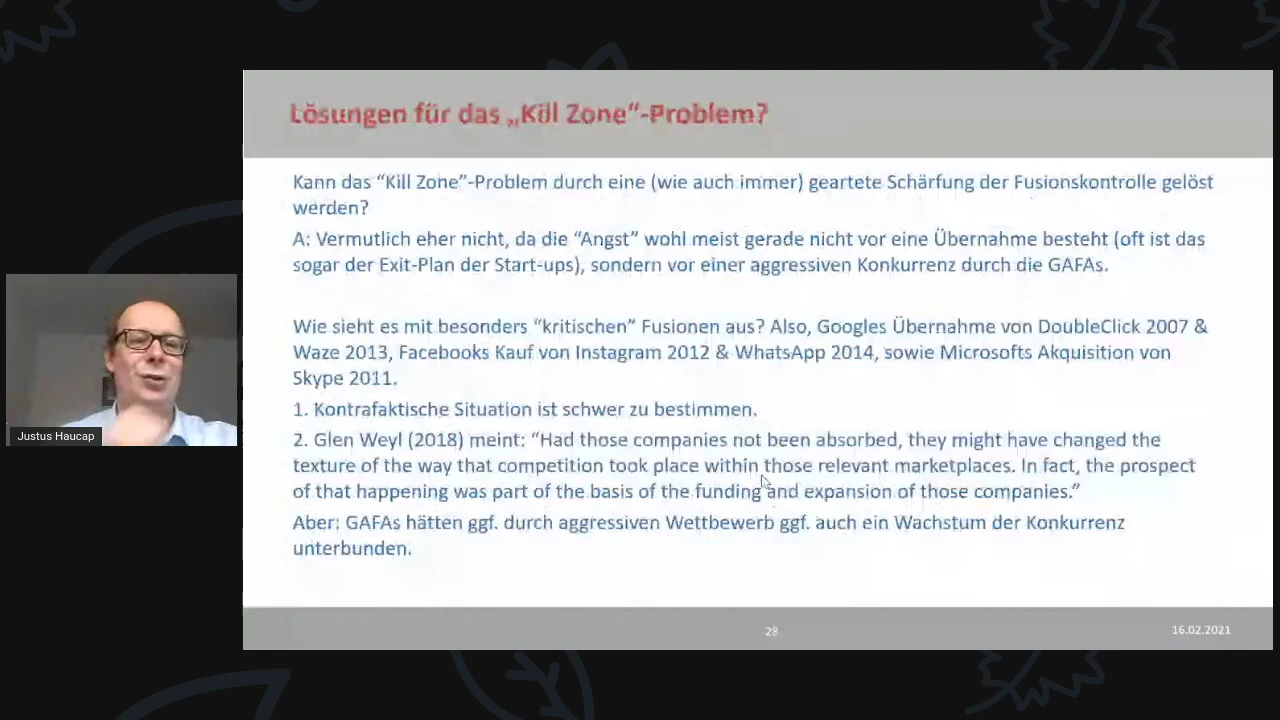 Lösungen für das „Kill Zone“-Problem?
Kann das “Kill Zone”-Problem durch eine (wie auch immer) geartete Schärfung der Fusionskontrolle gelöst
werden?
A: Vermutlich eher nicht, da die “Angst” wohl meist gerade nicht vor eine Übernahme besteht (oft ist das
sogar der Exit-Plan der Start-ups), sondern vor einer aggressiven Konkurrenz durch die GAFAs.
Wie sieht es mit besonders “kritischen” Fusionen aus? Also, Googles Übernahme von DoubleClick 2007 &
Waze 2013, Facebooks Kauf von Instagram 2012 & WhatsApp 2014, sowie Microsofts Akquisition von
Skype 2011.
1. Kontrafaktische Situation ist schwer zu bestimmen.
2. Glen Weyl (2018) meint: “Had those companies not been absorbed, they might have changed the
texture of the way that competition took place within those relevant marketplaces. In fact, the prospect
of that happening was part of the basis of the funding and expansion of those companies.”
Aber: GAFAs hätten ggf. durch aggressiven Wettbewerb ggf. auch ein Wachstum der Konkurrenz
unterbunden.
28
16.02.2021
Justus Haucap